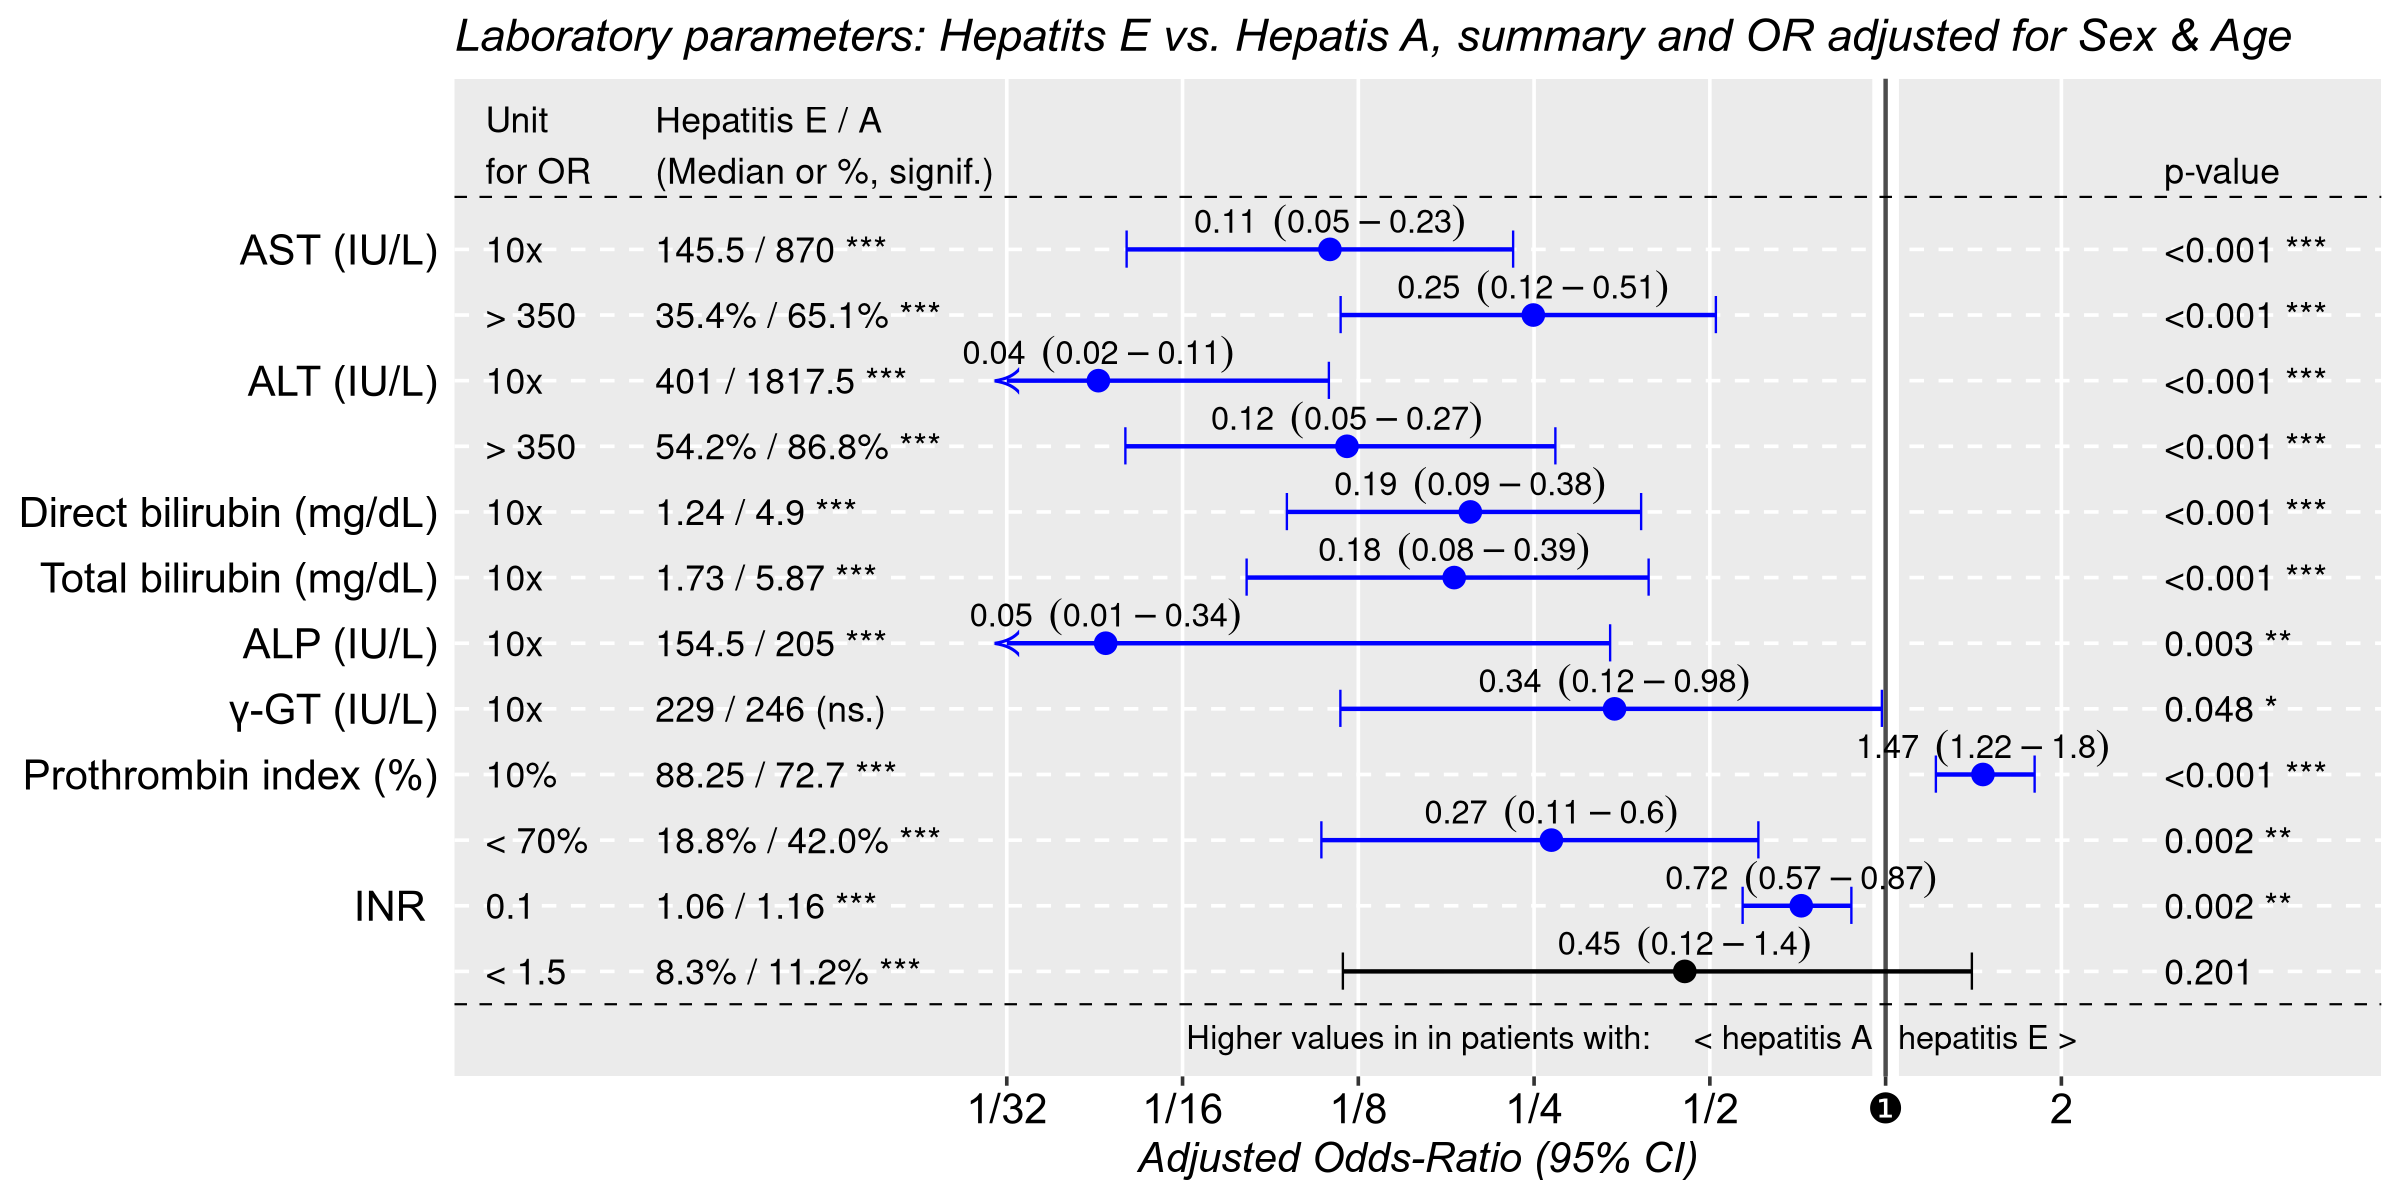 Laboratory parameters: Hepatits E vs. Hepatis A, summary and OR adjusted for Sex & Age
Unit Hepatitis E / A
for OR (Median or %, signif.) p-value
0.11 (0.05 – 0.23)
AST (IU/L) 10x 145.5 / 870 *** <0.001 ***
0.25 (0.12 – 0.51)
> 350 35.4% / 65.1% *** <0.001 ***
0.04 (0.02 – 0.11)
ALT (IU/L) 10x 401 / 1817.5 *** <0.001 ***
0.12 (0.05 – 0.27)
> 350 54.2% / 86.8% *** <0.001 ***
0.19 (0.09 – 0.38)
Direct bilirubin (mg/dL) 10x 1.24 / 4.9 *** <0.001 ***
0.18 (0.08 – 0.39)
Total bilirubin (mg/dL) 10x 1.73 / 5.87 *** <0.001 ***
0.05 (0.01 – 0.34)
ALP (IU/L) 10x 154.5 / 205 *** 0.003 **
0.34 (0.12 – 0.98)
γ-GT (IU/L) 10x 229 / 246 (ns.) 0.048 *
1.47 (1.22 – 1.8)
Prothrombin index (%) 10% 88.25 / 72.7 *** <0.001 ***
0.27 (0.11 – 0.6)
< 70% 18.8% / 42.0% *** 0.002 **
0.72 (0.57 – 0.87)
INR 0.1 1.06 / 1.16 *** 0.002 **
0.45 (0.12 – 1.4)
< 1.5 8.3% / 11.2% *** 0.201
Higher values in in patients with: < hepatitis A hepatitis E >
1/32 1/16 1/8 1/4 1/2 ❶ 2
Adjusted Odds-Ratio (95% CI)